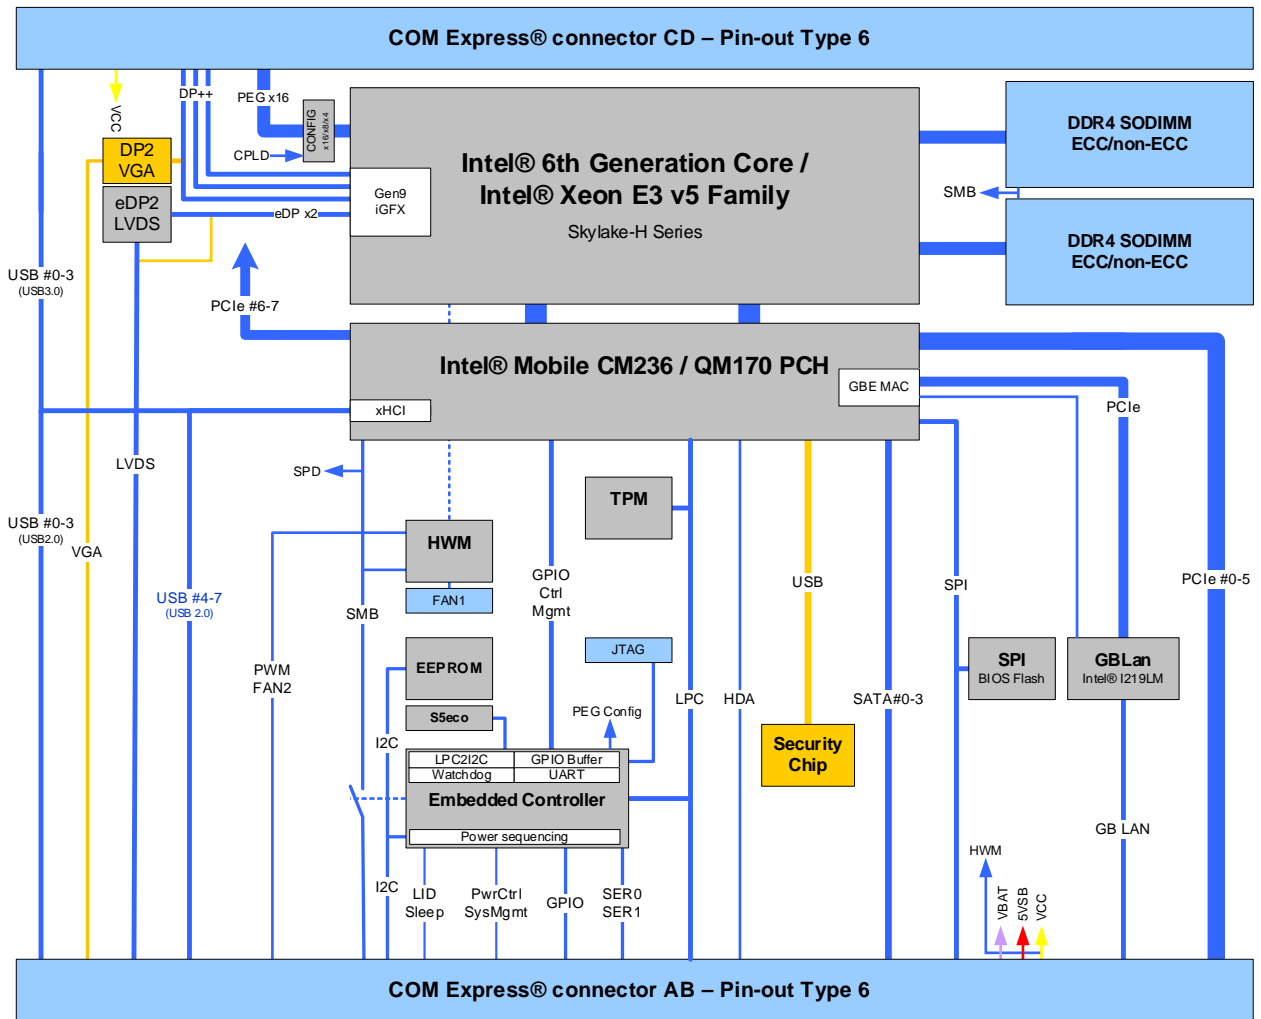 COM Express® connector CD – Pin-out Type 6
VCC
DP++
PEG x16
CONFIG
x16/x8/x4
CPLD
DP2
VGA
eDP2
LVDS
eDP x2
Gen9
iGFX
Intel® 6th Generation Core /
Intel® Xeon E3 v5 Family
Skylake-H Series
DDR4 SODIMM
ECC/non-ECC
SMB
DDR4 SODIMM
ECC/non-ECC
USB #0-3
(USB3.0)
PCIe #6-7
Intel® Mobile CM236 / QM170 PCH
GBE MAC
xHCI
PCIe
LVDS
SPD
TPM
USB #0-3
(USB2.0)
VGA
HWM
FAN1
USB #4-7
(USB 2.0)
SMB
GPIO
Ctrl
Mgmt
USB
SPI
PCIe #0-5
JTAG
EEPROM
PWM
FAN2
SPI
BIOS Flash
GBLan
Intel® I219LM
S5eco
PEG Config
LPC
HDA
SATA#0-3
I2C
LPC2I2C
GPIO Buffer
Watchdog
UART
Embedded Controller
Power sequencing
Security
Chip
GB LAN
HWM
I2C
LID
Sleep
PwrCtrl
SysMgmt
GPIO
SER0
SER1
VBAT
5VSB
VCC
COM Express® connector AB – Pin-out Type 6